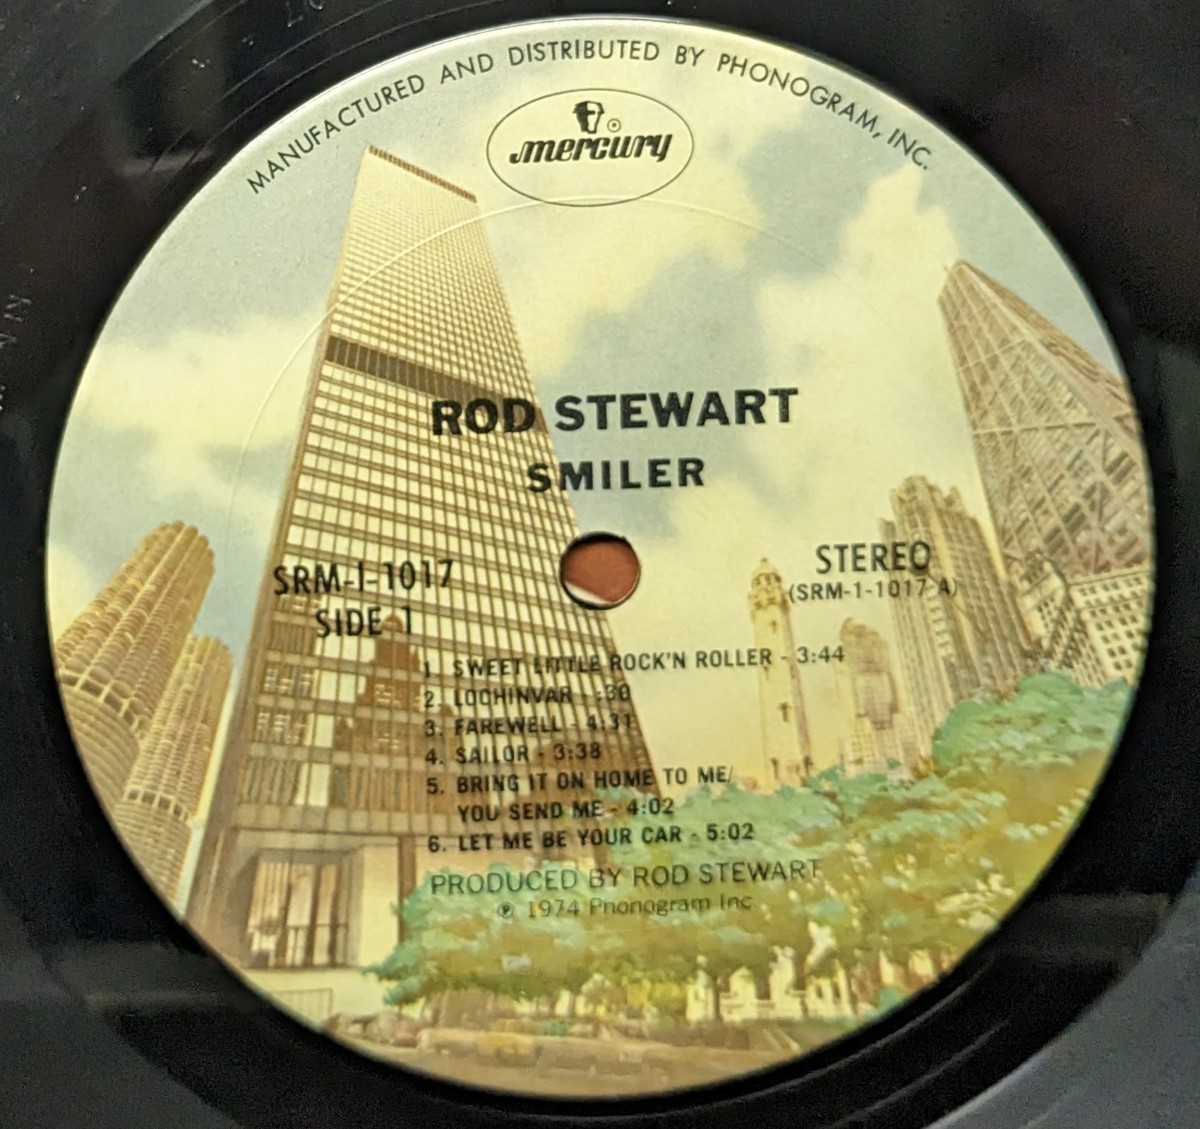 MANUFACTURED AND DISTRIBUTED BY PHONOGRAM, INC.
mercury
ROD STEWART
SMILER
SRM-1-1017
SIDE 1
STEREO
(SRM-1-1017 A)
1. SWEET LITTLE ROCK'N ROLLER - 3:44
2. LOCHINVAR - :30
3. FAREWELL - 4:31
4. SAILOR - 3:38
5. BRING IT ON HOME TO ME/
YOU SEND ME - 4:02
6. LET ME BE YOUR CAR - 5:02
PRODUCED BY ROD STEWART
℗ 1974 Phonogram Inc.